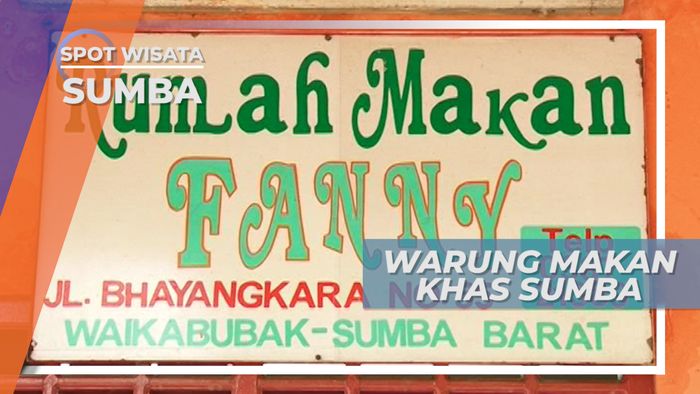 SPOT WISATA
SUMBA
Rumah Makan
FANNY
Telp
JL. BHAYANGKARA
WAIKABUBAK-SUMBA BARAT
WARUNG MAKAN
KHAS SUMBA